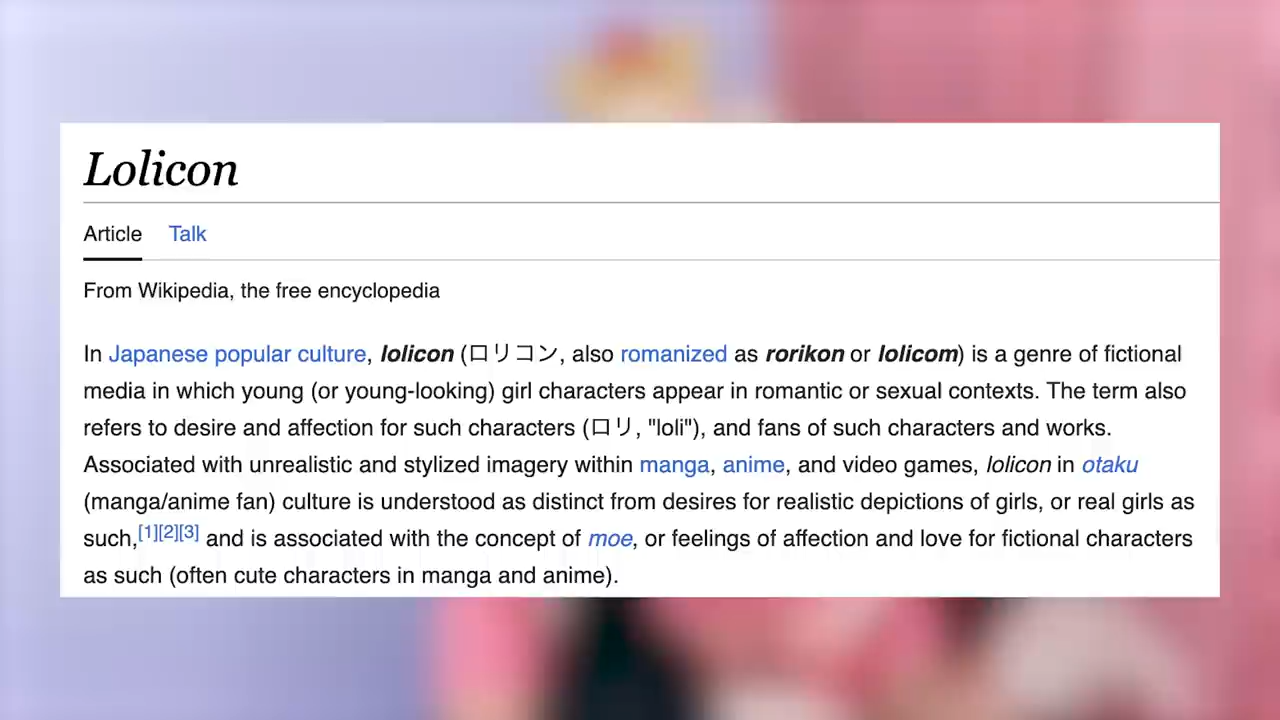 Lolicon
Article Talk
From Wikipedia, the free encyclopedia
In Japanese popular culture, lolicon (ロリコン, also romanized as rorikon or lolicom) is a genre of fictional
media in which young (or young-looking) girl characters appear in romantic or sexual contexts. The term also
refers to desire and affection for such characters (ロリ, "loli"), and fans of such characters and works.
Associated with unrealistic and stylized imagery within manga, anime, and video games, lolicon in otaku
(manga/anime fan) culture is understood as distinct from desires for realistic depictions of girls, or real girls as
such,[1][2][3] and is associated with the concept of moe, or feelings of affection and love for fictional characters
as such (often cute characters in manga and anime).